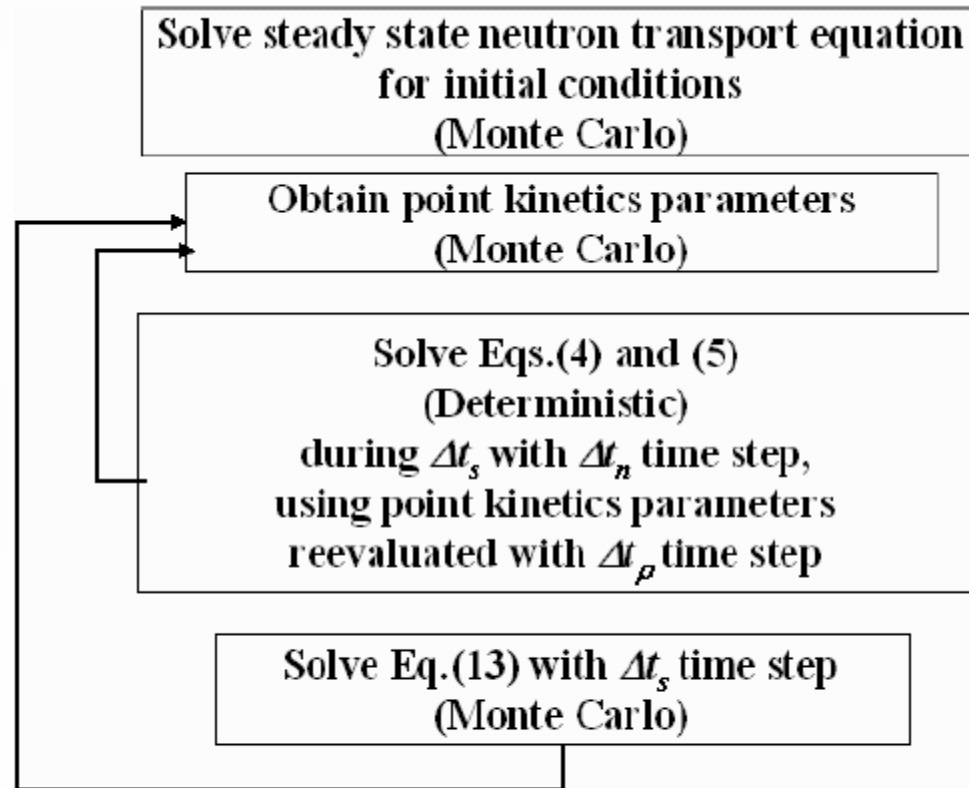 Solve steady state neutron transport equation
for initial conditions
(Monte Carlo)
Obtain point kinetics parameters
(Monte Carlo)
Solve Eqs.(4) and (5)
(Deterministic)
during Δtₛ with Δtₙ time step,
using point kinetics parameters
reevaluated with Δtᵨ time step
Solve Eq.(13) with Δtₛ time step
(Monte Carlo)